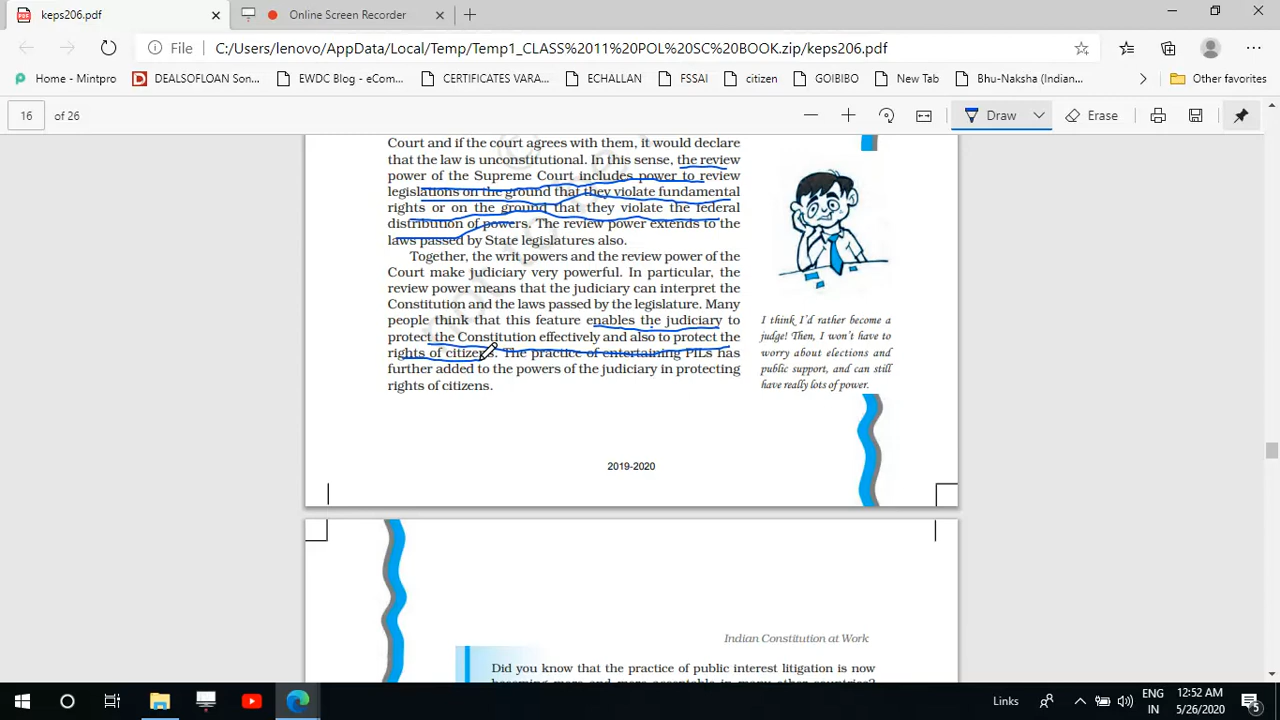 keps206.pdf
Online Screen Recorder
File
C:/Users/lenovo/AppData/Local/Temp/Temp1_CLASS%2011%20POL%20SC%20BOOK.zip/keps206.pdf
Home - Mintpro
DEALSOFLOAN Son...
EWDC Blog - eCom...
CERTIFICATES VARA...
ECHALLAN
FSSAI
citizen
GOIBIBO
New Tab
Bhu-Naksha (Indian...
Other favorites
16 of 26
Draw
Erase
Court and if the court agrees with them, it would declare
that the law is unconstitutional. In this sense, the review
power of the Supreme Court includes power to review
legislations on the ground that they violate fundamental
rights or on the ground that they violate the federal
distribution of powers. The review power extends to the
laws passed by State legislatures also.
Together, the writ powers and the review power of the
Court make judiciary very powerful. In particular, the
review power means that the judiciary can interpret the
Constitution and the laws passed by the legislature. Many
people think that this feature enables the judiciary to
protect the Constitution effectively and also to protect the
rights of citizens. The practice of entertaining PILs has
further added to the powers of the judiciary in protecting
rights of citizens.
I think I'd rather become a
judge! Then, I won't have to
worry about elections and
public support, and can still
have really lots of power.
2019-2020
Indian Constitution at Work
Did you know that the practice of public interest litigation is now
becoming more and more acceptable in many other countries?
Links
ENG
IN
12:52 AM
5/26/2020
5